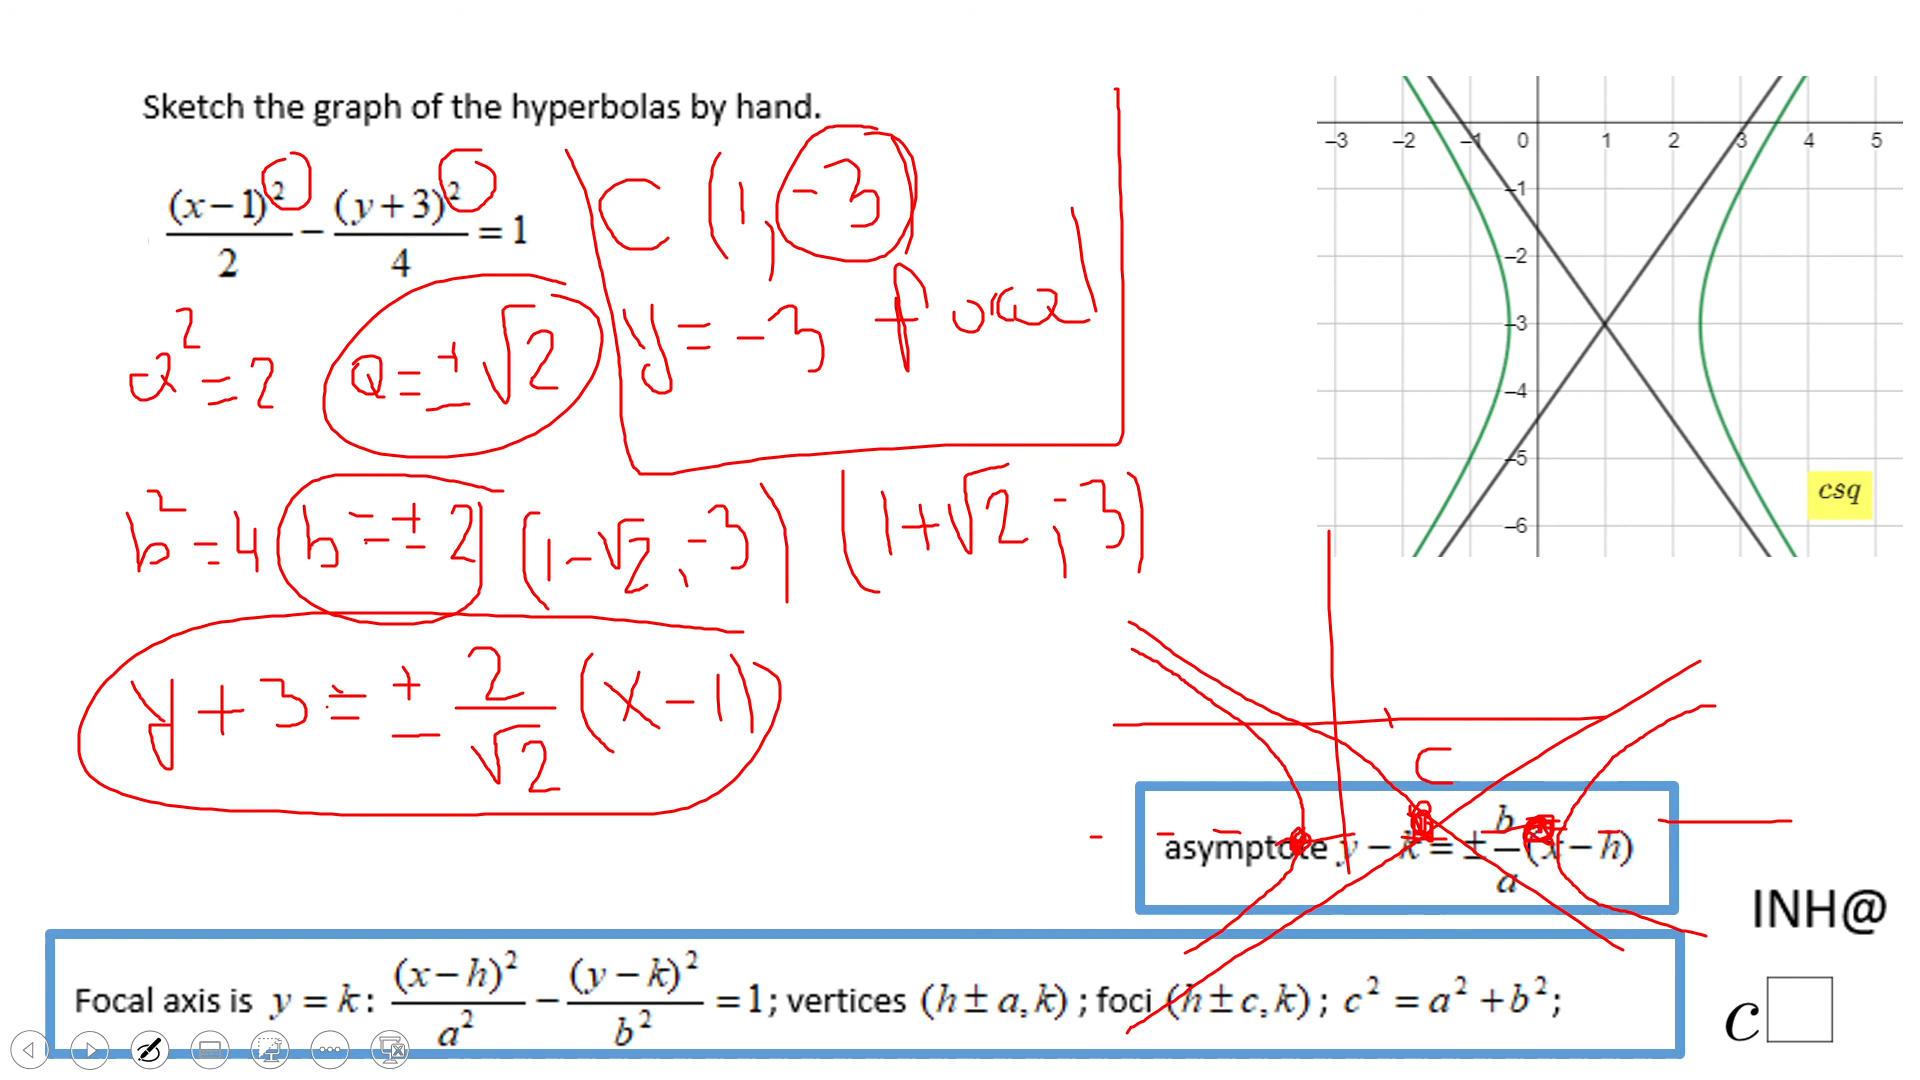 Sketch the graph of the hyperbolas by hand.
(x−1)²/2 − (y+3)²/4 = 1
C (1, −3)
y = −3 focal
a² = 2
a = ± √2
b² = 4
b = ± 2
(1−√2, −3)
(1+√2, −3)
y + 3 = ± 2/√2 (x − 1)
−3 −2 −1 0 1 2 3 4 5
−1
−2
−3
−4
−5
−6
csq
C
asymptote y − k = ± b/a (x − h)
INH@
Focal axis is y = k: (x−h)²/a² − (y−k)²/b² = 1; vertices (h ± a, k) ; foci (h ± c, k) ; c² = a² + b²;
c